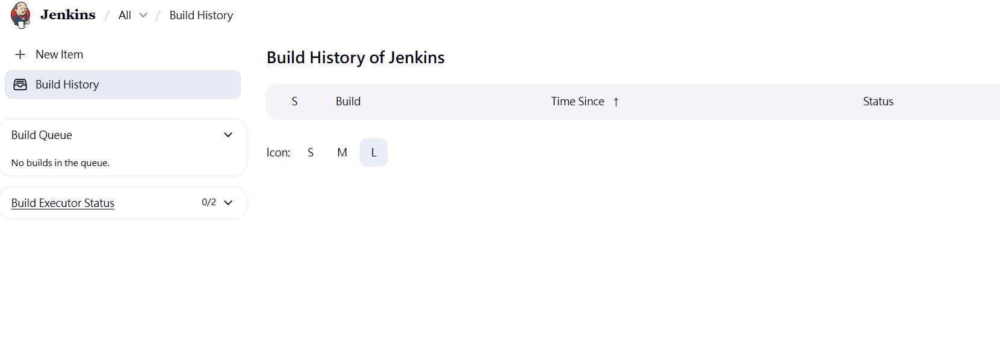 Jenkins / All / Build History
New Item
Build History
Build Queue
No builds in the queue.
Build Executor Status 0/2
Build History of Jenkins
S Build Time Since ↑ Status
Icon: S M L